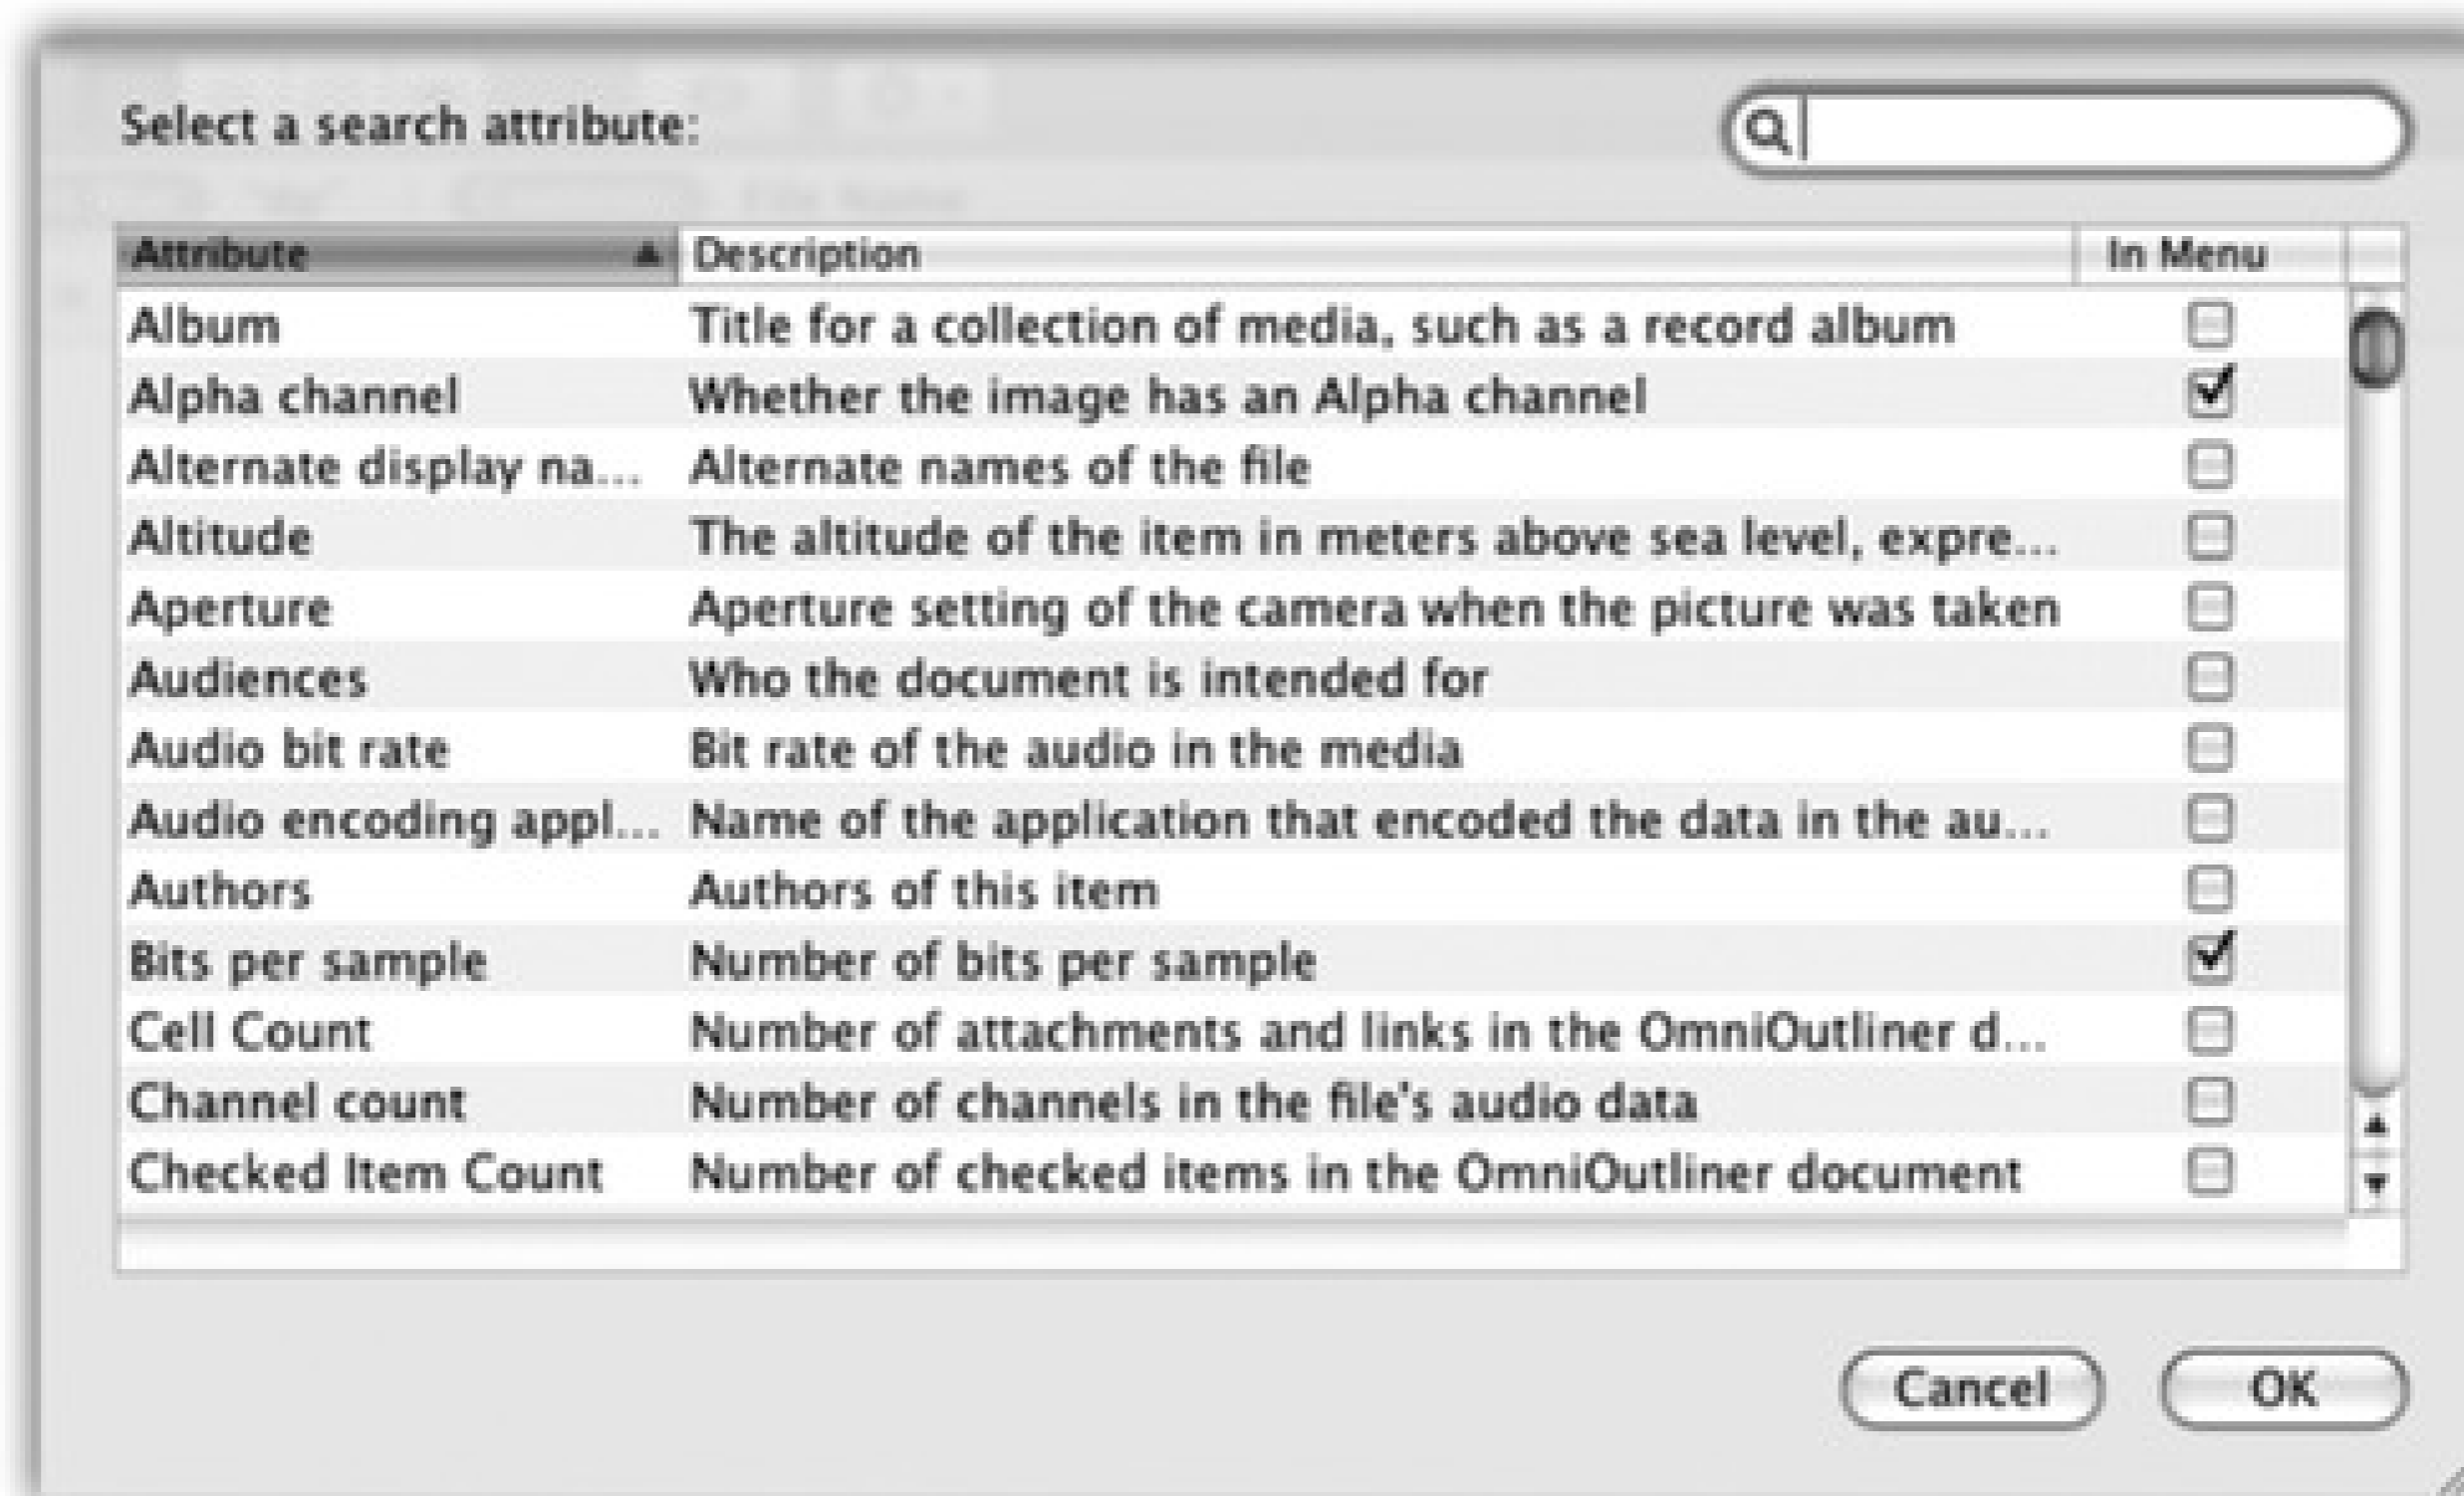 Select a search attribute:
Attribute Description In Menu
Album Title for a collection of media, such as a record album
Alpha channel Whether the image has an Alpha channel
Alternate display na... Alternate names of the file
Altitude The altitude of the item in meters above sea level, expre...
Aperture Aperture setting of the camera when the picture was taken
Audiences Who the document is intended for
Audio bit rate Bit rate of the audio in the media
Audio encoding appl... Name of the application that encoded the data in the au...
Authors Authors of this item
Bits per sample Number of bits per sample
Cell Count Number of attachments and links in the OmniOutliner d...
Channel count Number of channels in the file's audio data
Checked Item Count Number of checked items in the OmniOutliner document
Cancel OK